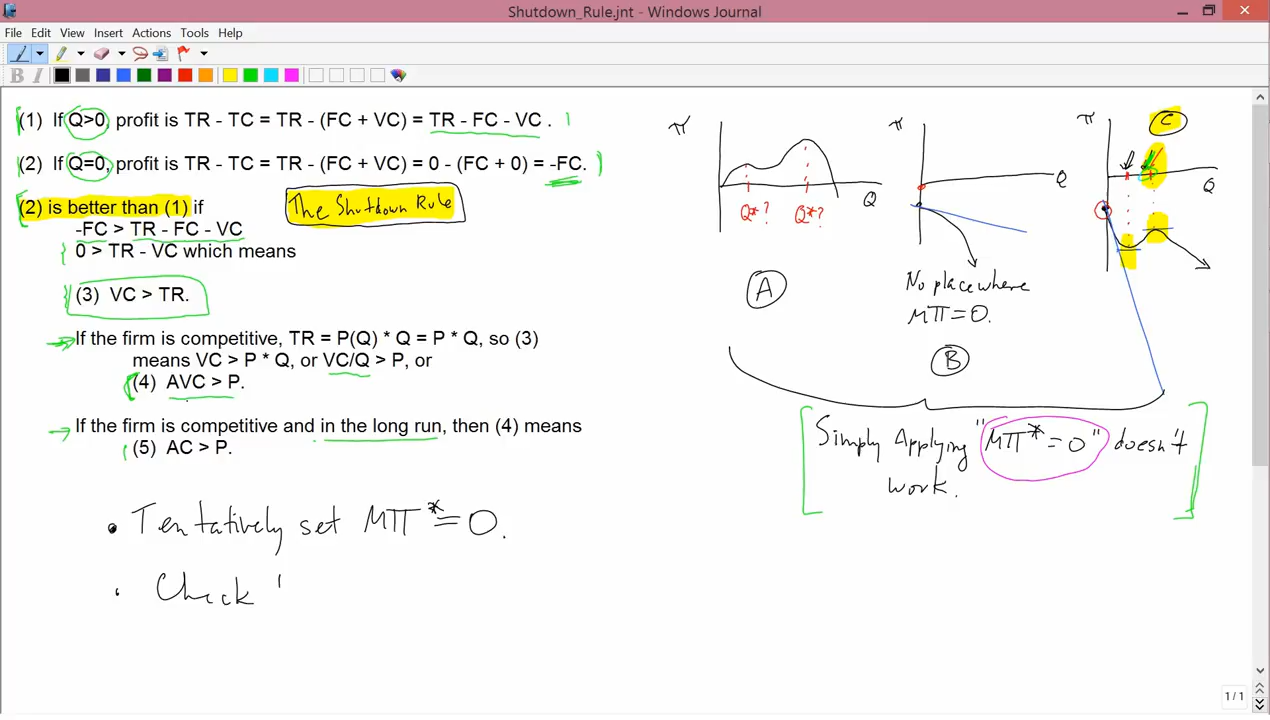 Shutdown_Rule.jnt - Windows Journal
File Edit View Insert Actions Tools Help
B I
(1) If Q>0, profit is TR - TC = TR - (FC + VC) = TR - FC - VC .
(2) If Q=0, profit is TR - TC = TR - (FC + VC) = 0 - (FC + 0) = -FC.
(2) is better than (1) if
The Shutdown Rule
-FC > TR - FC - VC
0 > TR - VC which means
(3) VC > TR.
If the firm is competitive, TR = P(Q) * Q = P * Q, so (3)
means VC > P * Q, or VC/Q > P, or
(4) AVC > P.
If the firm is competitive and in the long run, then (4) means
(5) AC > P.
• Tentatively set MΠ* = 0.
• Check "
π
Q
Q*? Q*?
A
π
Q
No place where
MΠ = 0.
B
π
C
Q
Simply Applying "MΠ* = 0" doesn't
work.
1 / 1